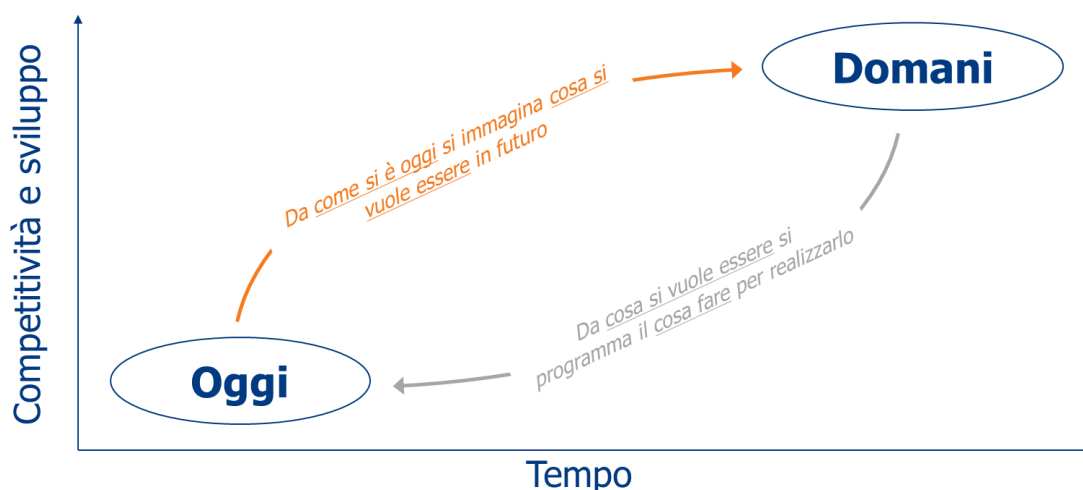 Competitività e sviluppo
Domani
Da come si è oggi si immagina cosa si
vuole essere in futuro
Da cosa si vuole essere si
programma il cosa fare per realizzarlo
Oggi
Tempo